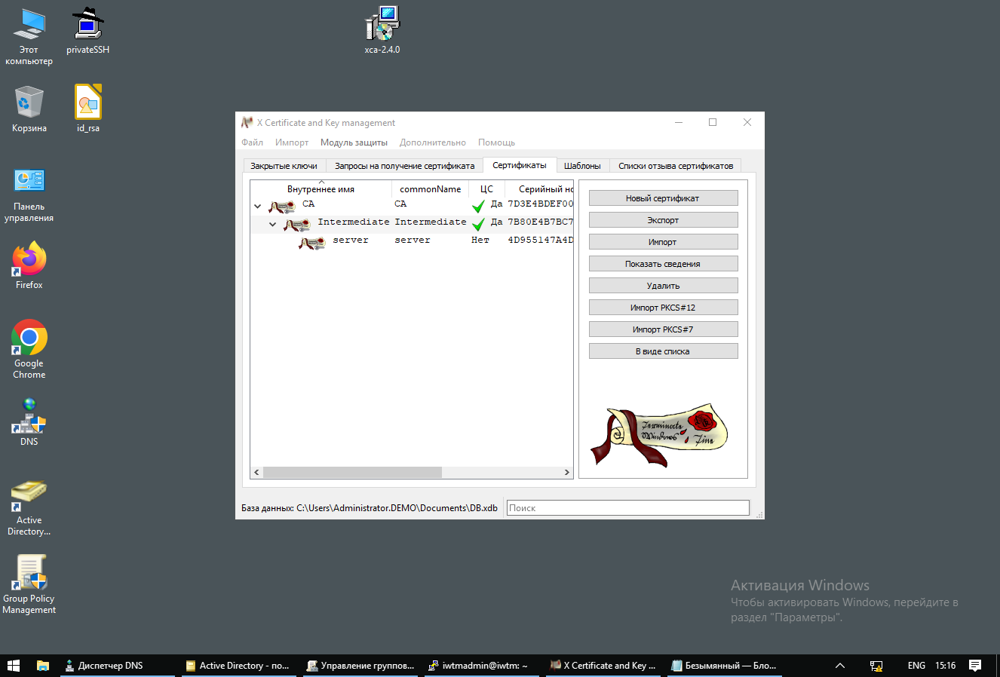 Этот
компьютер
privateSSH
xca-2.4.0
Корзина
id_rsa
Панель
управления
Firefox
Google
Chrome
DNS
Active
Directory...
Group Policy
Management
X Certificate and Key management
Файл Импорт Модуль защиты Дополнительно Помощь
Закрытые ключи Запросы на получение сертификата Сертификаты Шаблоны Списки отзыва сертификатов
Внутреннее имя commonName ЦС Серийный но
CA CA Да 7D3E4BDEF00
Intermediate Intermediate Да 7B80E4B7BC7
server server Нет 4D955147A4D
Новый сертификат
Экспорт
Импорт
Показать сведения
Удалить
Импорт PKCS#12
Импорт PKCS#7
В виде списка
Terminate
Windows
Fine
База данных: C:\Users\Administrator.DEMO\Documents\DB.xdb Поиск
Активация Windows
Чтобы активировать Windows, перейдите в
раздел "Параметры".
Диспетчер DNS Active Directory - по... Управление группов... iwtmadmin@iwtm: ~ X Certificate and Key ... Безымянный — Бло... ENG 15:16